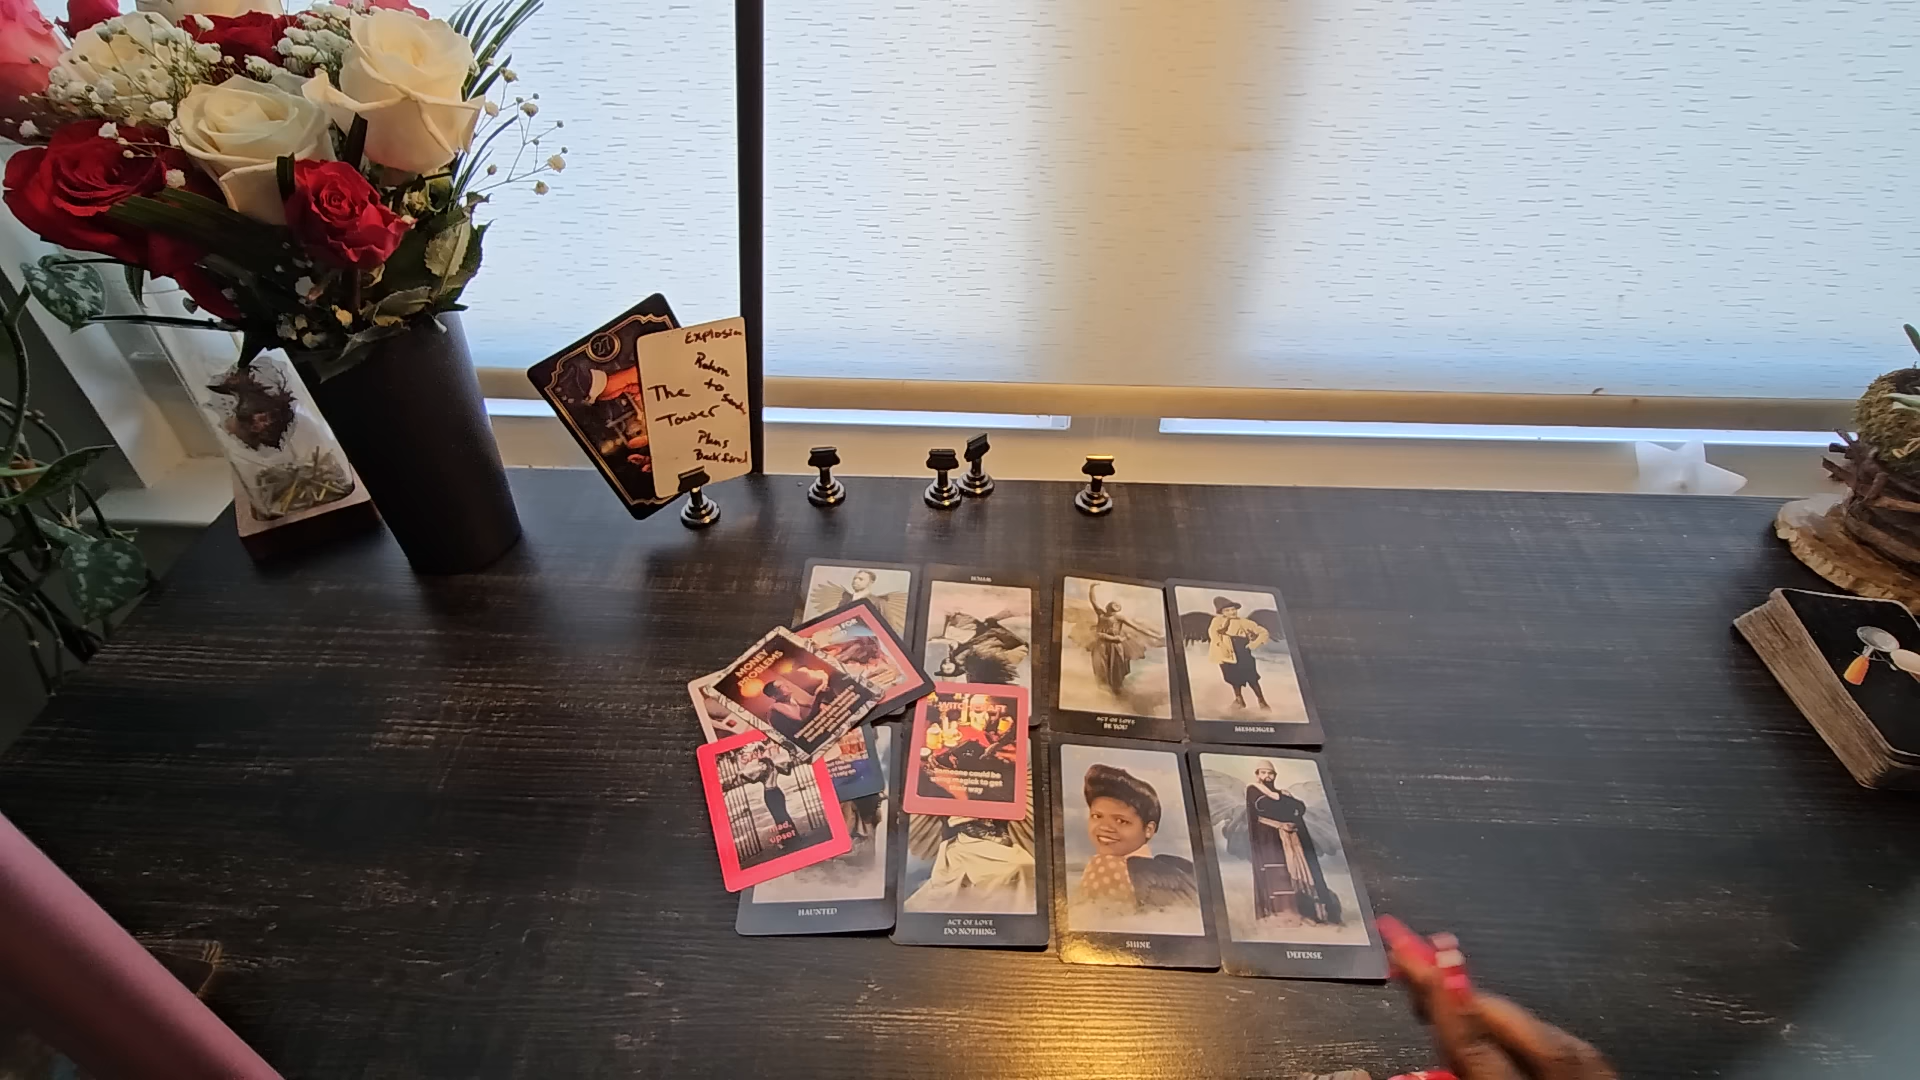 27
Explosion
Return
to
Sender
The
Tower
Plans
Backfired
FOR
MONEY
PROBLEMS
WITCHCRAFT
Someone could be
using magick to get
their way
upset
ACT OF LOVE
BE YOU
MESSENGER
HAUNTED
ACT OF LOVE
DO NOTHING
SHINE
DEFENSE